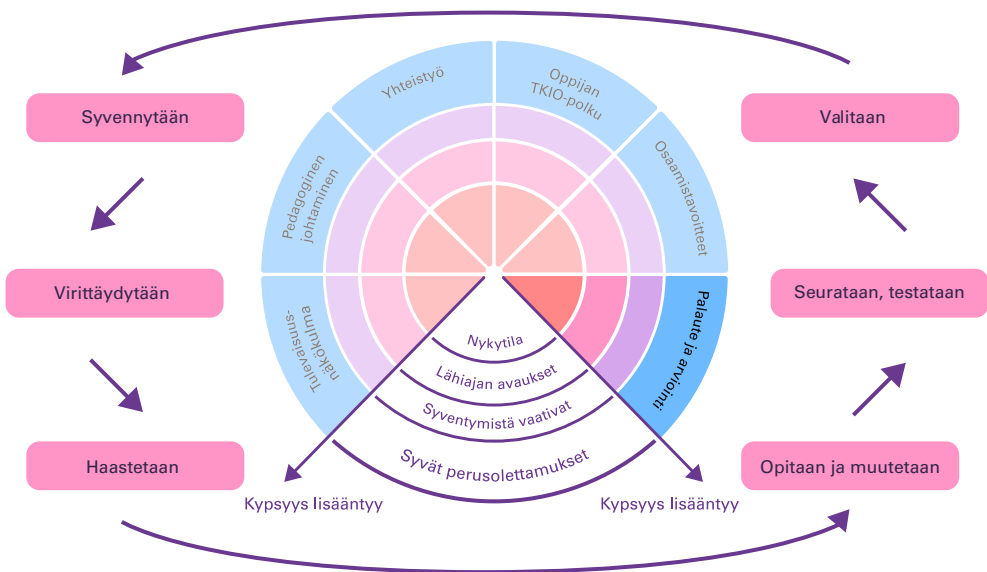 Syvennytään
Virittäydytään
Haastetaan
Yhteistyö
Oppijan
TKIO-polku
Pedagoginen
johtaminen
Osaamistavoitteet
Tulevaisuus-
näkökulma
Palaute ja arviointi
Nykytila
Lähiajan avaukset
Syventymistä vaativat
Syvät perusolettamukset
Kypsyys lisääntyy
Kypsyys lisääntyy
Valitaan
Seurataan, testataan
Opitaan ja muutetaan